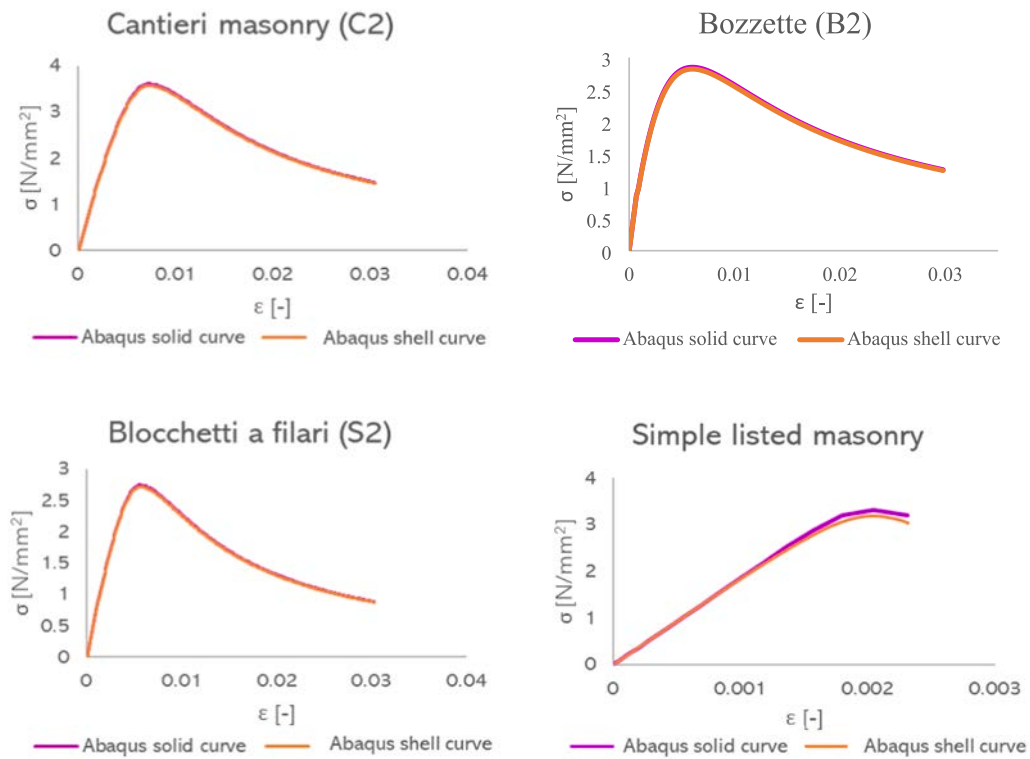 Cantieri masonry (C2)
4
3
2
1
0
σ [N/mm²]
0 0.01 0.02 0.03 0.04
ε [-]
Abaqus solid curve Abaqus shell curve
Bozzette (B2)
3
2.5
2
1.5
1
0.5
0
σ [N/mm²]
0 0.01 0.02 0.03
ε [-]
Abaqus solid curve Abaqus shell curve
Blocchetti a filari (S2)
3
2.5
2
1.5
1
0.5
0
σ [N/mm²]
0 0.01 0.02 0.03 0.04
ε [-]
Abaqus solid curve Abaqus shell curve
Simple listed masonry
4
3
2
1
0
σ [N/mm²]
0 0.001 0.002 0.003
ε [-]
Abaqus solid curve Abaqus shell curve